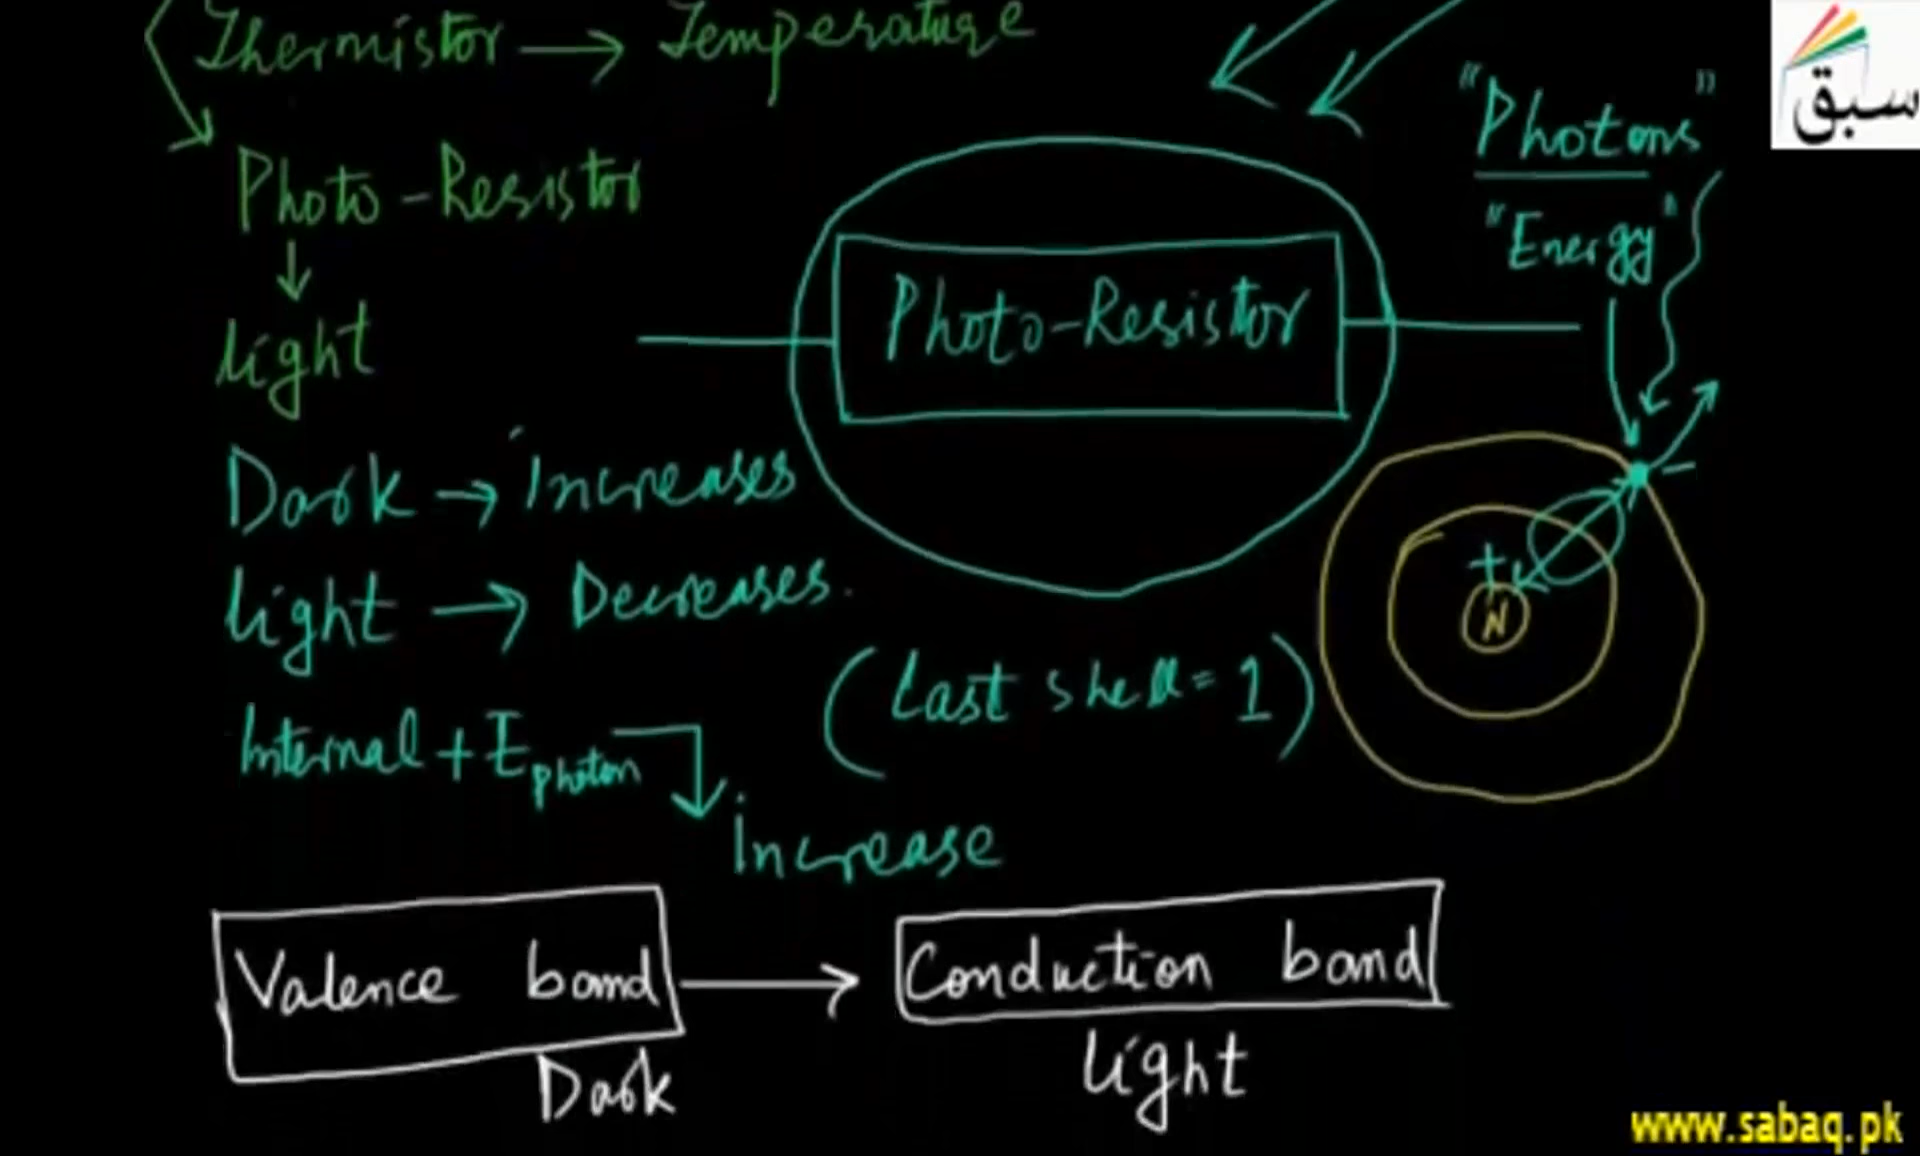 Thermistor → Temperature
Photo-Resistor
↓
light
Dark → increases
light → Decreases.
Internal + E photon
increase
Photo-Resistor
"Photons"
"Energy"
-
+
N
(last shell = 1)
Valence band → Conduction band
Dark
light
سبق
www.sabaq.pk